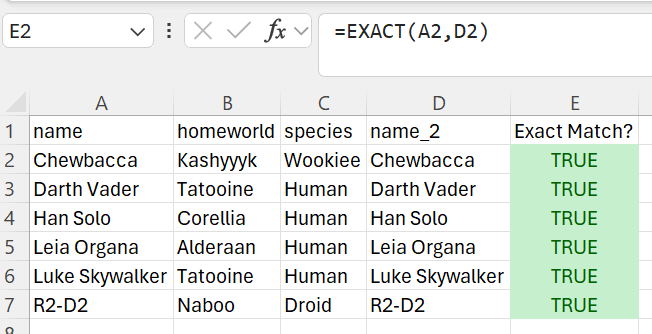 E2 fx =EXACT(A2,D2)
A B C D E
1 name homeworld species name_2 Exact Match?
2 Chewbacca Kashyyyk Wookiee Chewbacca TRUE
3 Darth Vader Tatooine Human Darth Vader TRUE
4 Han Solo Corellia Human Han Solo TRUE
5 Leia Organa Alderaan Human Leia Organa TRUE
6 Luke Skywalker Tatooine Human Luke Skywalker TRUE
7 R2-D2 Naboo Droid R2-D2 TRUE